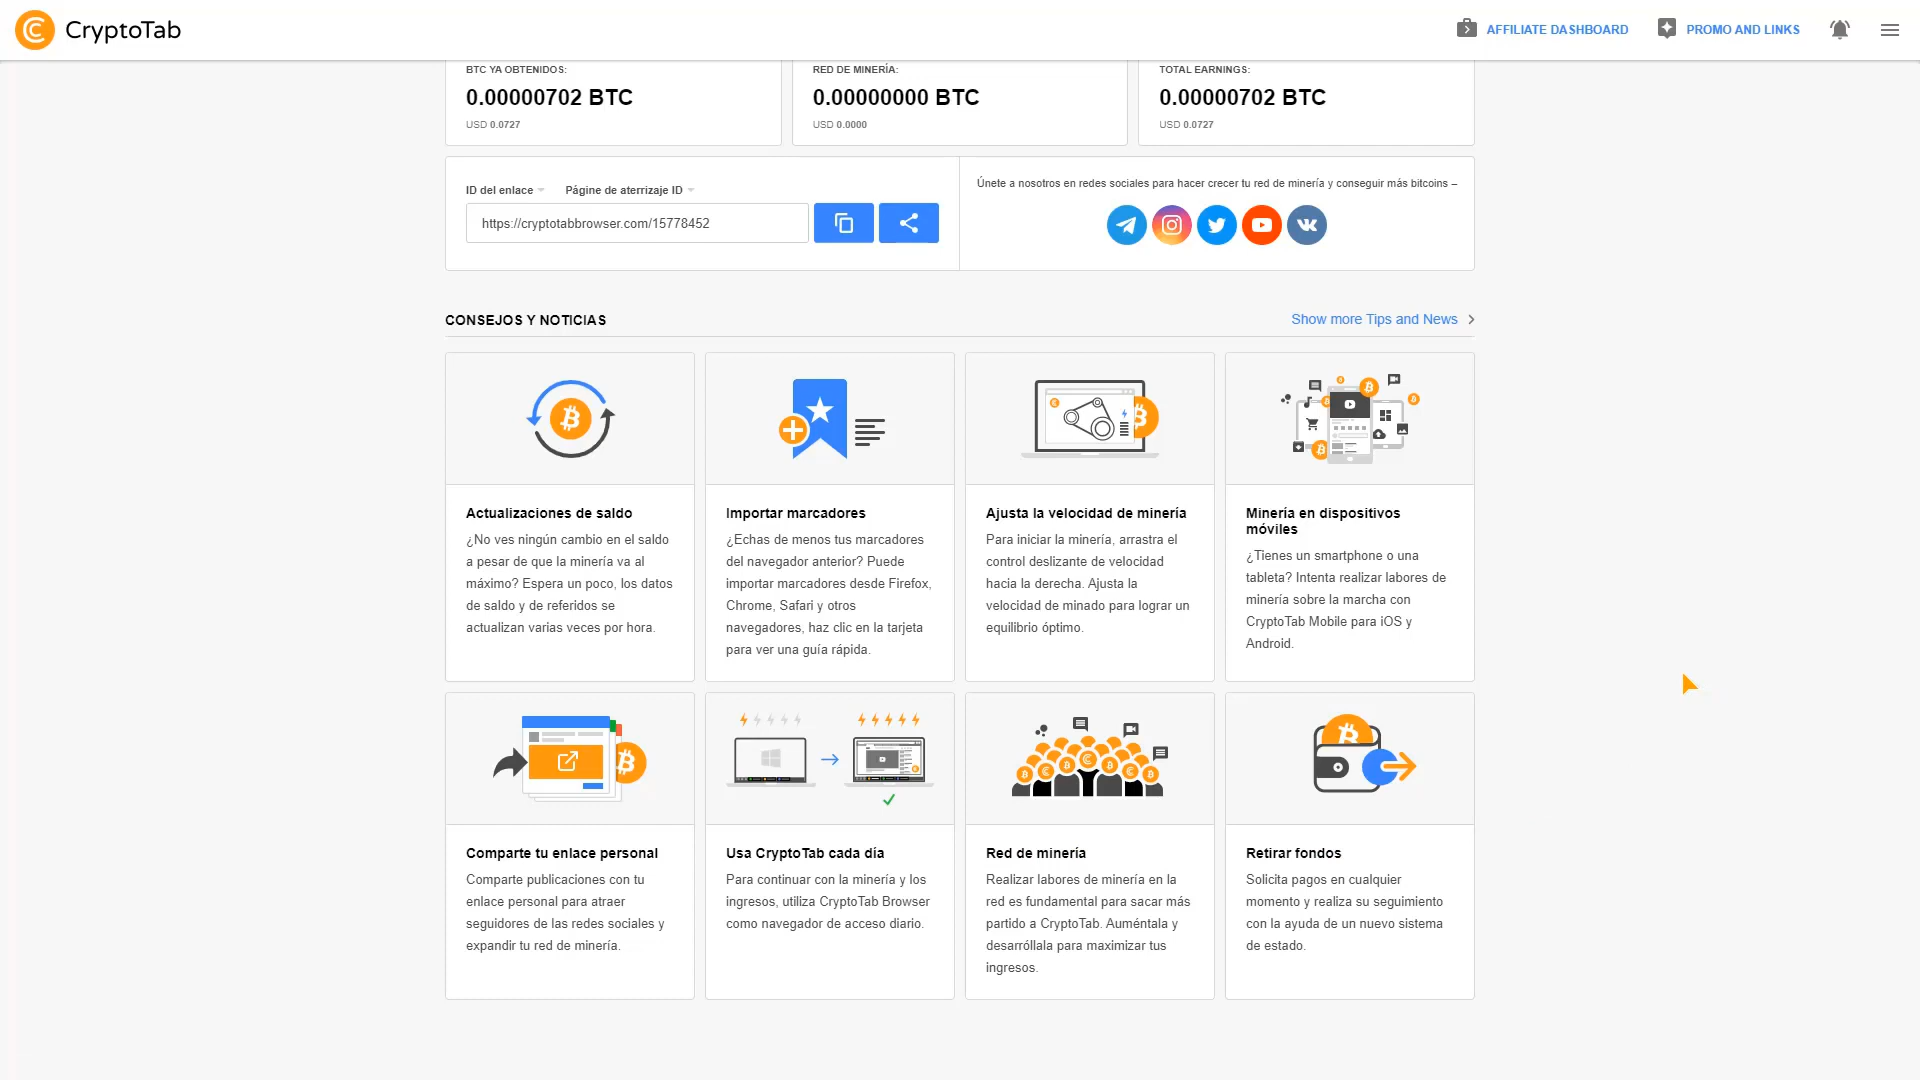 CryptoTab
AFFILIATE DASHBOARD
PROMO AND LINKS
BTC YA OBTENIDOS:
0.00000702 BTC
USD 0.0727
RED DE MINERÍA:
0.00000000 BTC
USD 0.0000
TOTAL EARNINGS:
0.00000702 BTC
USD 0.0727
ID del enlace
Págine de aterrizaje ID
https://cryptotabbrowser.com/15778452
Únete a nosotros en redes sociales para hacer crecer tu red de minería y conseguir más bitcoins –
CONSEJOS Y NOTICIAS
Show more Tips and News
Actualizaciones de saldo
¿No ves ningún cambio en el saldo
a pesar de que la minería va al
máximo? Espera un poco, los datos
de saldo y de referidos se
actualizan varias veces por hora.
Importar marcadores
¿Echas de menos tus marcadores
del navegador anterior? Puede
importar marcadores desde Firefox,
Chrome, Safari y otros
navegadores, haz clic en la tarjeta
para ver una guía rápida.
Ajusta la velocidad de minería
Para iniciar la minería, arrastra el
control deslizante de velocidad
hacia la derecha. Ajusta la
velocidad de minado para lograr un
equilibrio óptimo.
Minería en dispositivos
móviles
¿Tienes un smartphone o una
tableta? Intenta realizar labores de
minería sobre la marcha con
CryptoTab Mobile para iOS y
Android.
Comparte tu enlace personal
Comparte publicaciones con tu
enlace personal para atraer
seguidores de las redes sociales y
expandir tu red de minería.
Usa CryptoTab cada día
Para continuar con la minería y los
ingresos, utiliza CryptoTab Browser
como navegador de acceso diario.
Red de minería
Realizar labores de minería en la
red es fundamental para sacar más
partido a CryptoTab. Auméntala y
desarróllala para maximizar tus
ingresos.
Retirar fondos
Solicita pagos en cualquier
momento y realiza su seguimiento
con la ayuda de un nuevo sistema
de estado.